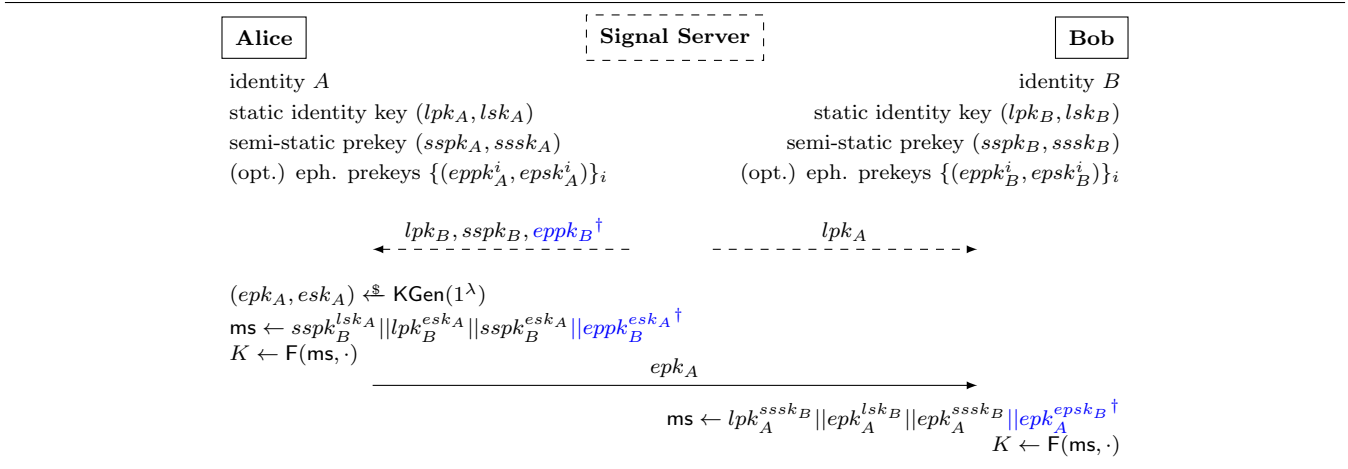 Alice
Signal Server
Bob
identity A
identity B
static identity key (lpk_A, lsk_A)
static identity key (lpk_B, lsk_B)
semi-static prekey (sspk_A, sssk_A)
semi-static prekey (sspk_B, sssk_B)
(opt.) eph. prekeys {(eppk_A^i, epsk_A^i)}_i
(opt.) eph. prekeys {(eppk_B^i, epsk_B^i)}_i
lpk_B, sspk_B, eppk_B^†
lpk_A
(epk_A, esk_A) ←$ KGen(1^λ)
ms ← sspk_B^{lsk_A}||lpk_B^{esk_A}||sspk_B^{esk_A}||eppk_B^{esk_A}^†
K ← F(ms, ·)
epk_A
ms ← lpk_A^{sssk_B}||epk_A^{lsk_B}||epk_A^{sssk_B}||epk_A^{epsk_B}^†
K ← F(ms, ·)